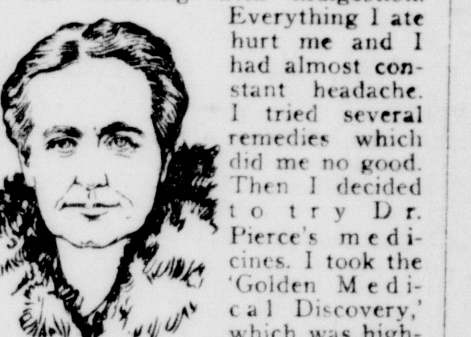 Everything I ate
hurt me and I
had almost con-
stant headache.
I tried several
remedies which
did me no good.
Then I decided
to try Dr.
Pierce's medi-
cines. I took the
'Golden Medi-
cal Discovery,'
which was high-